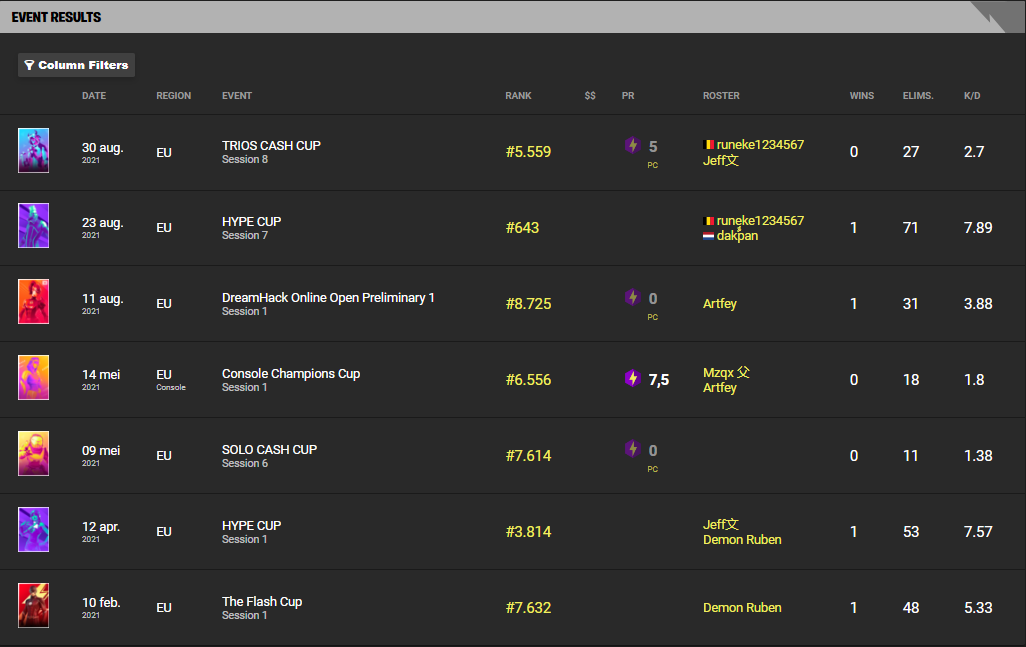 EVENT RESULTS
Column Filters
DATE REGION EVENT RANK $$ PR ROSTER WINS ELIMS. K/D
30 aug. 2021 EU TRIOS CASH CUP Session 8 #5.559 5 PC runeke1234567 Jeff文 0 27 2.7
23 aug. 2021 EU HYPE CUP Session 7 #643 runeke1234567 dakpan 1 71 7.89
11 aug. 2021 EU DreamHack Online Open Preliminary 1 Session 1 #8.725 0 PC Artfey 1 31 3.88
14 mei 2021 EU Console Console Champions Cup Session 1 #6.556 7,5 Mzqx 父 Artfey 0 18 1.8
09 mei 2021 EU SOLO CASH CUP Session 6 #7.614 0 PC 0 11 1.38
12 apr. 2021 EU HYPE CUP Session 1 #3.814 Jeff文 Demon Ruben 1 53 7.57
10 feb. 2021 EU The Flash Cup Session 1 #7.632 Demon Ruben 1 48 5.33